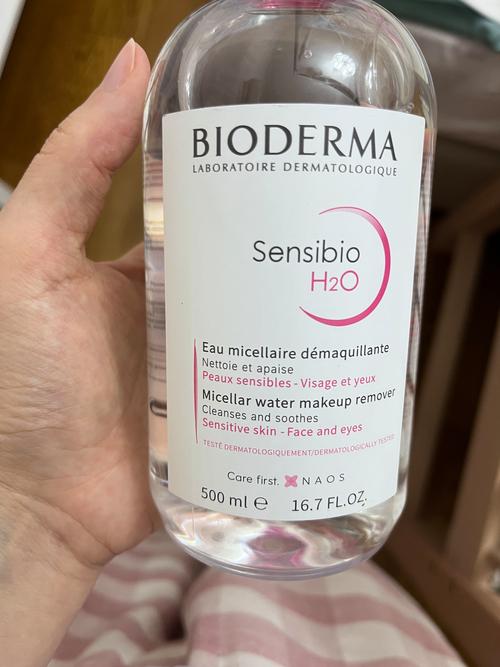 BIODERMA
LABORATOIRE DERMATOLOGIQUE
Sensibio
H2O
Eau micellaire démaquillante
Nettoie et apaise
Peaux sensibles - Visage et yeux
Micellar water makeup remover
Cleanses and soothes
Sensitive skin - Face and eyes
TESTÉ DERMATOLOGIQUEMENT/DERMATOLOGICALLY TESTED
Care first. NAOS
500 ml ℮ 16.7 FL.OZ.